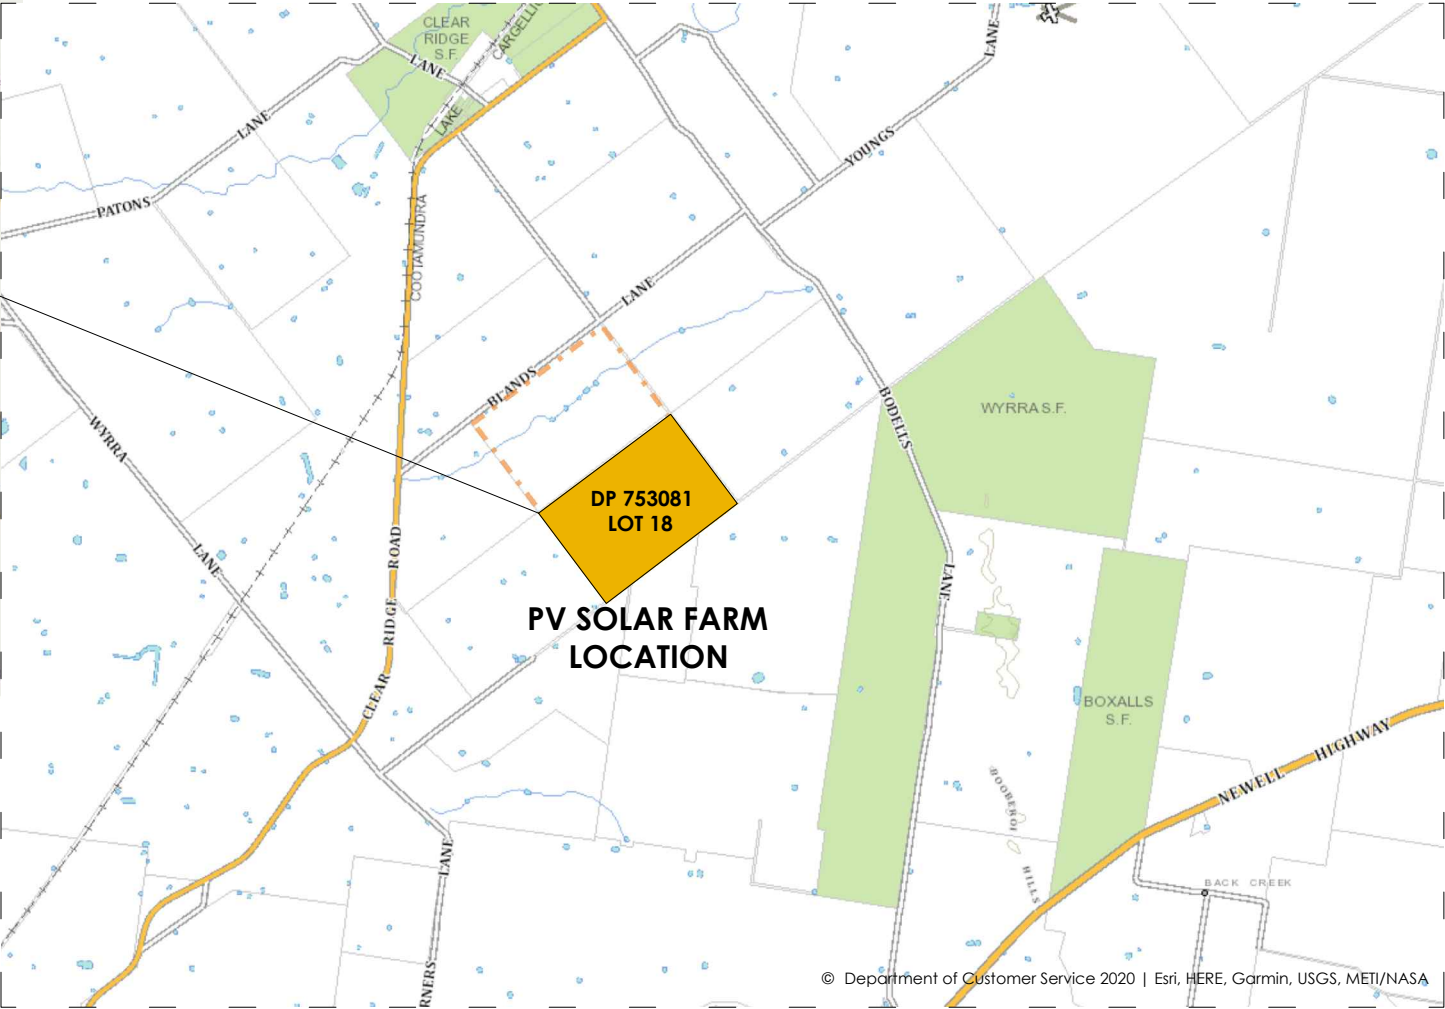 CLEAR
RIDGE
S.F.
CARGELLI
LANE
LAKE
LANE
YOUNGS
LANE
PATONS
COOTAMUNDRA
LANE
BLANDS
WYRRA
LANE
BODELLS
LANE
WYRRA S.F.
DP 753081
LOT 18
PV SOLAR FARM
LOCATION
CLEAR RIDGE ROAD
BOXALLS
S.F.
NEWELL HIGHWAY
BOOBEROI HILLS
LANE
RNERS
BACK CREEK
© Department of Customer Service 2020 | Esri, HERE, Garmin, USGS, METI/NASA